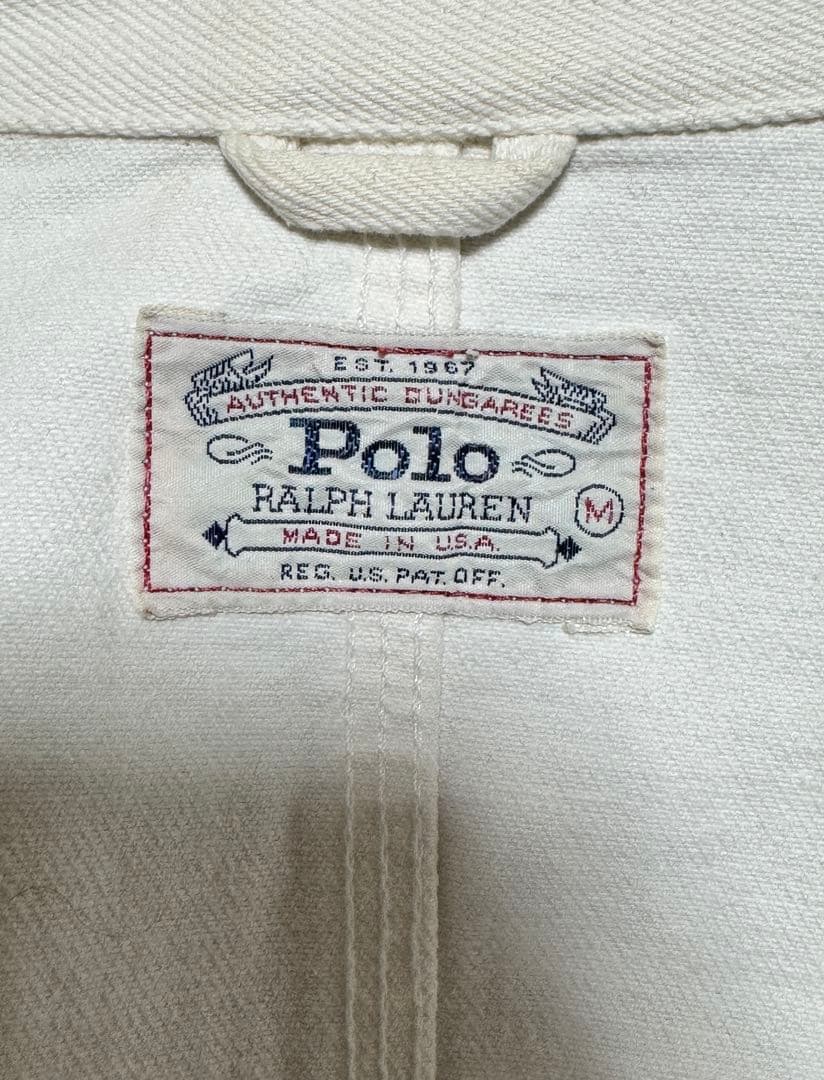 EST. 1967
AUTHENTIC DUNGAREES
Polo
RALPH LAUREN
M
MADE IN U.S.A.
REG. U.S. PAT. OFF.